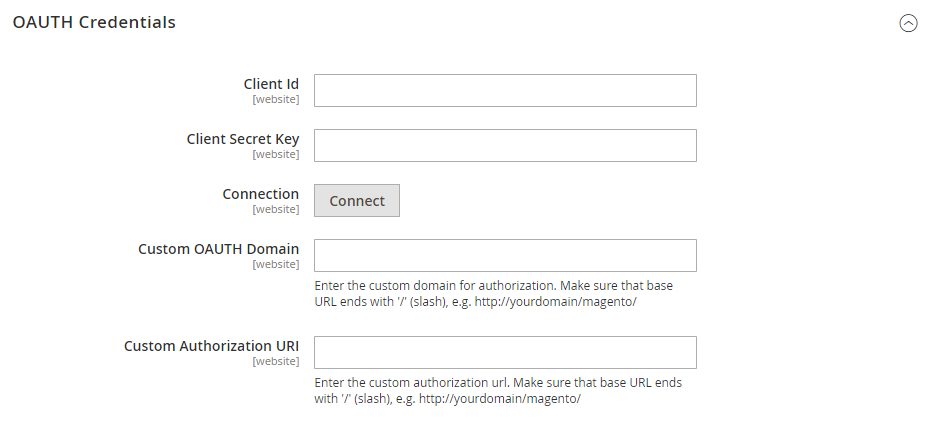 OAUTH Credentials
Client Id
[website]
Client Secret Key
[website]
Connection
[website]
Connect
Custom OAUTH Domain
[website]
Enter the custom domain for authorization. Make sure that base
URL ends with '/' (slash), e.g. http://yourdomain/magento/
Custom Authorization URI
[website]
Enter the custom authorization url. Make sure that base URL ends
with '/' (slash), e.g. http://yourdomain/magento/